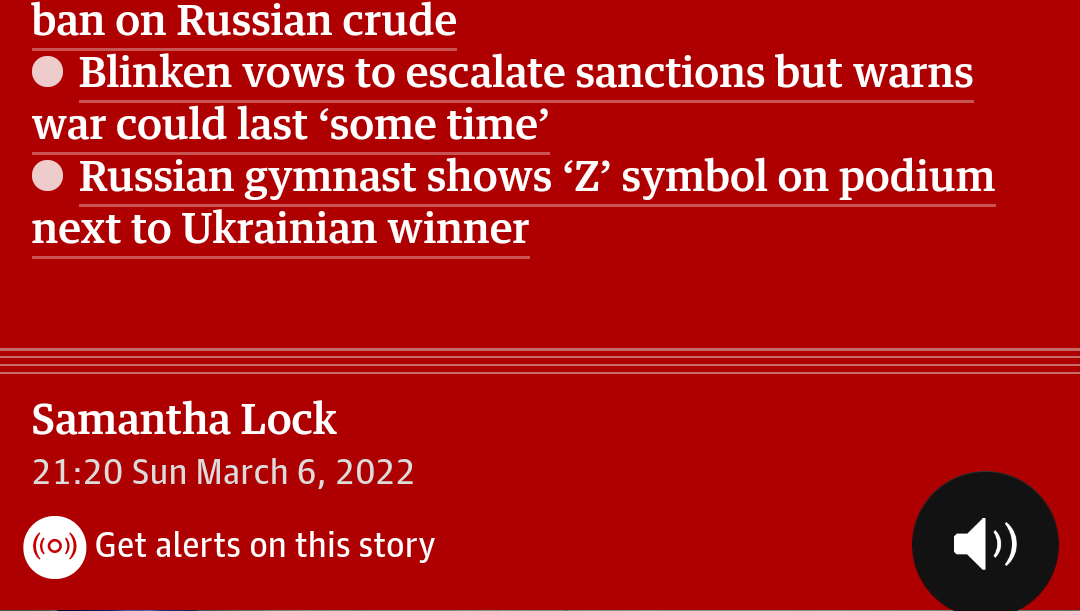 ban on Russian crude
Blinken vows to escalate sanctions but warns
war could last ‘some time’
Russian gymnast shows ‘Z’ symbol on podium
next to Ukrainian winner
Samantha Lock
21:20 Sun March 6, 2022
Get alerts on this story